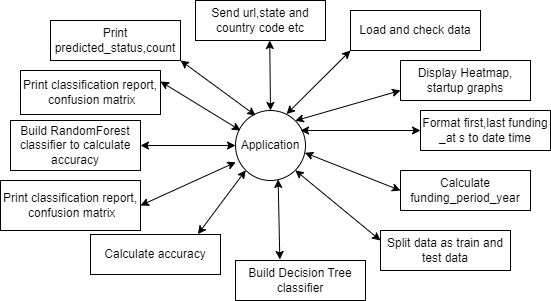 Send url,state and
country code etc
Load and check data
Print
predicted_status,count
Display Heatmap,
startup graphs
Print classification report,
confusion matrix
Format first,last funding
_at s to date time
Build RandomForest
classifier to calculate
accuracy
Application
Calculate
funding_period_year
Print classification report,
confusion matrix
Split data as train and
test data
Calculate accuracy
Build Decision Tree
classifier